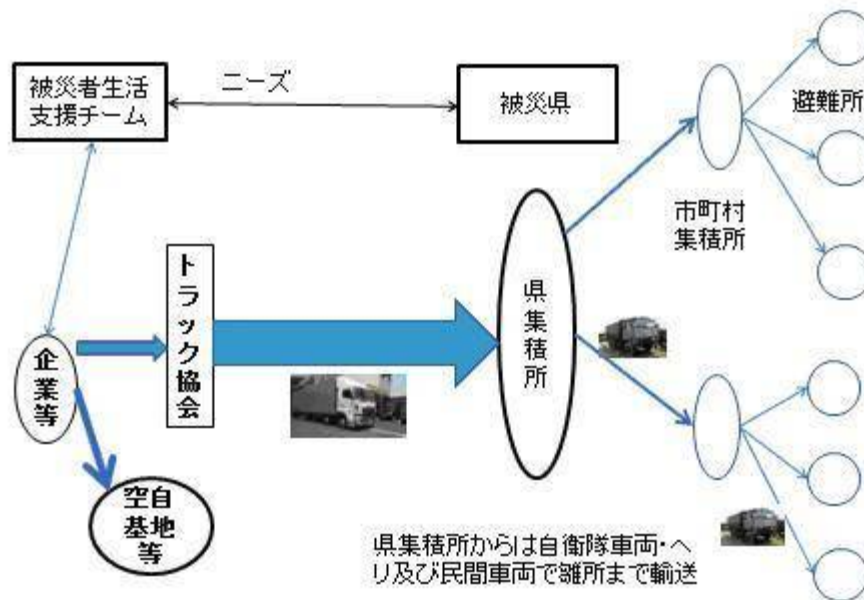 被災者生活
支援チーム
ニーズ
被災県
避難所
市町村
集積所
トラック協会
県集積所
企業等
空自
基地
等
県集積所からは自衛隊車両・ヘ
リ及び民間車両で雛所まで輸送